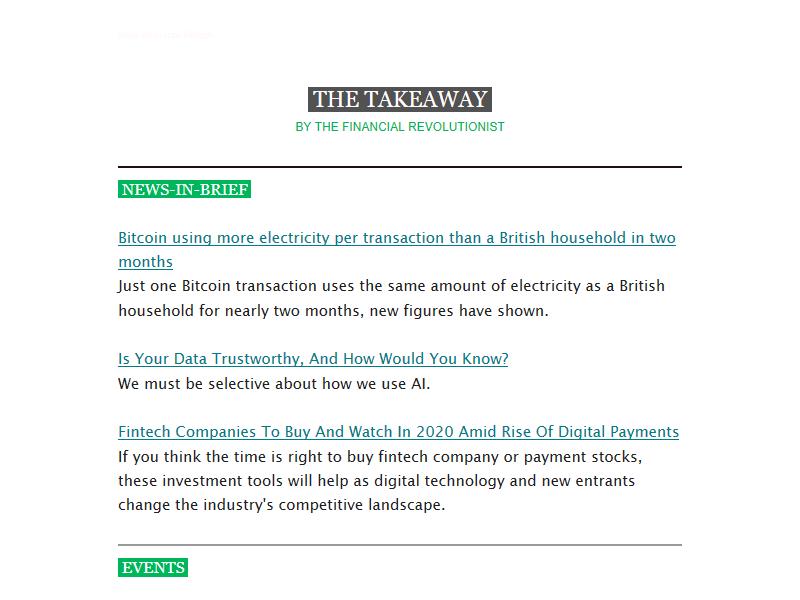 THE TAKEAWAY
BY THE FINANCIAL REVOLUTIONIST
NEWS-IN-BRIEF
Bitcoin using more electricity per transaction than a British household in two
months
Just one Bitcoin transaction uses the same amount of electricity as a British
household for nearly two months, new figures have shown.
Is Your Data Trustworthy, And How Would You Know?
We must be selective about how we use AI.
Fintech Companies To Buy And Watch In 2020 Amid Rise Of Digital Payments
If you think the time is right to buy fintech company or payment stocks,
these investment tools will help as digital technology and new entrants
change the industry's competitive landscape.
EVENTS